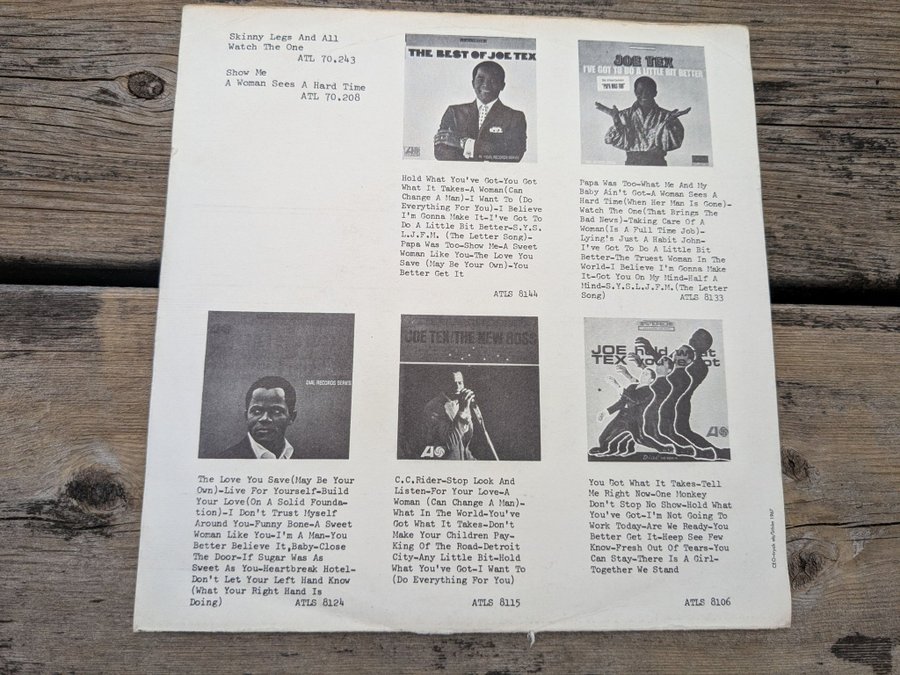 Skinny Legs And All
Watch The One
ATL 70.243
Show Me
A Woman Sees A Hard Time
ATL 70.208
THE BEST OF JOE TEX
Hold What You've Got-You Got
What It Takes-A Woman(Can
Change A Man)-I Want To (Do
Everything For You)-I Believe
I'm Gonna Make It-I've Got To
Do A Little Bit Better-S.Y.S.
L.J.F.M. (The Letter Song)-
Papa Was Too-Show Me-A Sweet
Woman Like You-The Love You
Save (May Be Your Own)-You
Better Get It
ATLS 8144
JOE TEX
I'VE GOT TO DO A LITTLE BIT BETTER
"PAPA WAS TOO"
Papa Was Too-What Me And My
Baby Ain't Got-A Woman Sees A
Hard Time(When Her Man Is Gone)-
Watch The One(That Brings The
Bad News)-Taking Care Of A
Woman(Is A Full Time Job)-
Lying's Just A Habit John-
I've Got To Do A Little Bit
Better-The Truest Woman In The
World-I Believe I'm Gonna Make
It-Got You On My Mind-Half A
Mind-S.Y.S.L.J.F.M.(The Letter
Song) ATLS 8133
DIAL RECORDS SERIES
The Love You Save(May Be Your
Own)-Live For Yourself-Build
Your Love(On A Solid Founda-
tion)-I Don't Trust Myself
Around You-Funny Bone-A Sweet
Woman Like You-I'm A Man-You
Better Believe It,Baby-Close
The Door-If Sugar Was As
Sweet As You-Heartbreak Hotel-
Don't Let Your Left Hand Know
(What Your Right Hand Is
Doing) ATLS 8124
JOE TEX/THE NEW BOSS
C.C.Rider-Stop Look And
Listen-For Your Love-A
Woman (Can Change A Man)-
What In The World-You've
Got What It Takes-Don't
Make Your Children Pay-
King Of The Road-Detroit
City-Any Little Bit-Hold
What You've Got-I Want To
(Do Everything For You)
ATLS 8115
STEREO
JOE hold what
TEX you've got
You Got What It Takes-Tell
Me Right Now-One Monkey
Don't Stop No Show-Hold What
You've Got-I'm Not Going To
Work Today-Are We Ready-You
Better Get It-Heep See Few
Know-Fresh Out Of Tears-You
Can Stay-There Is A Girl-
Together We Stand
ATLS 8106